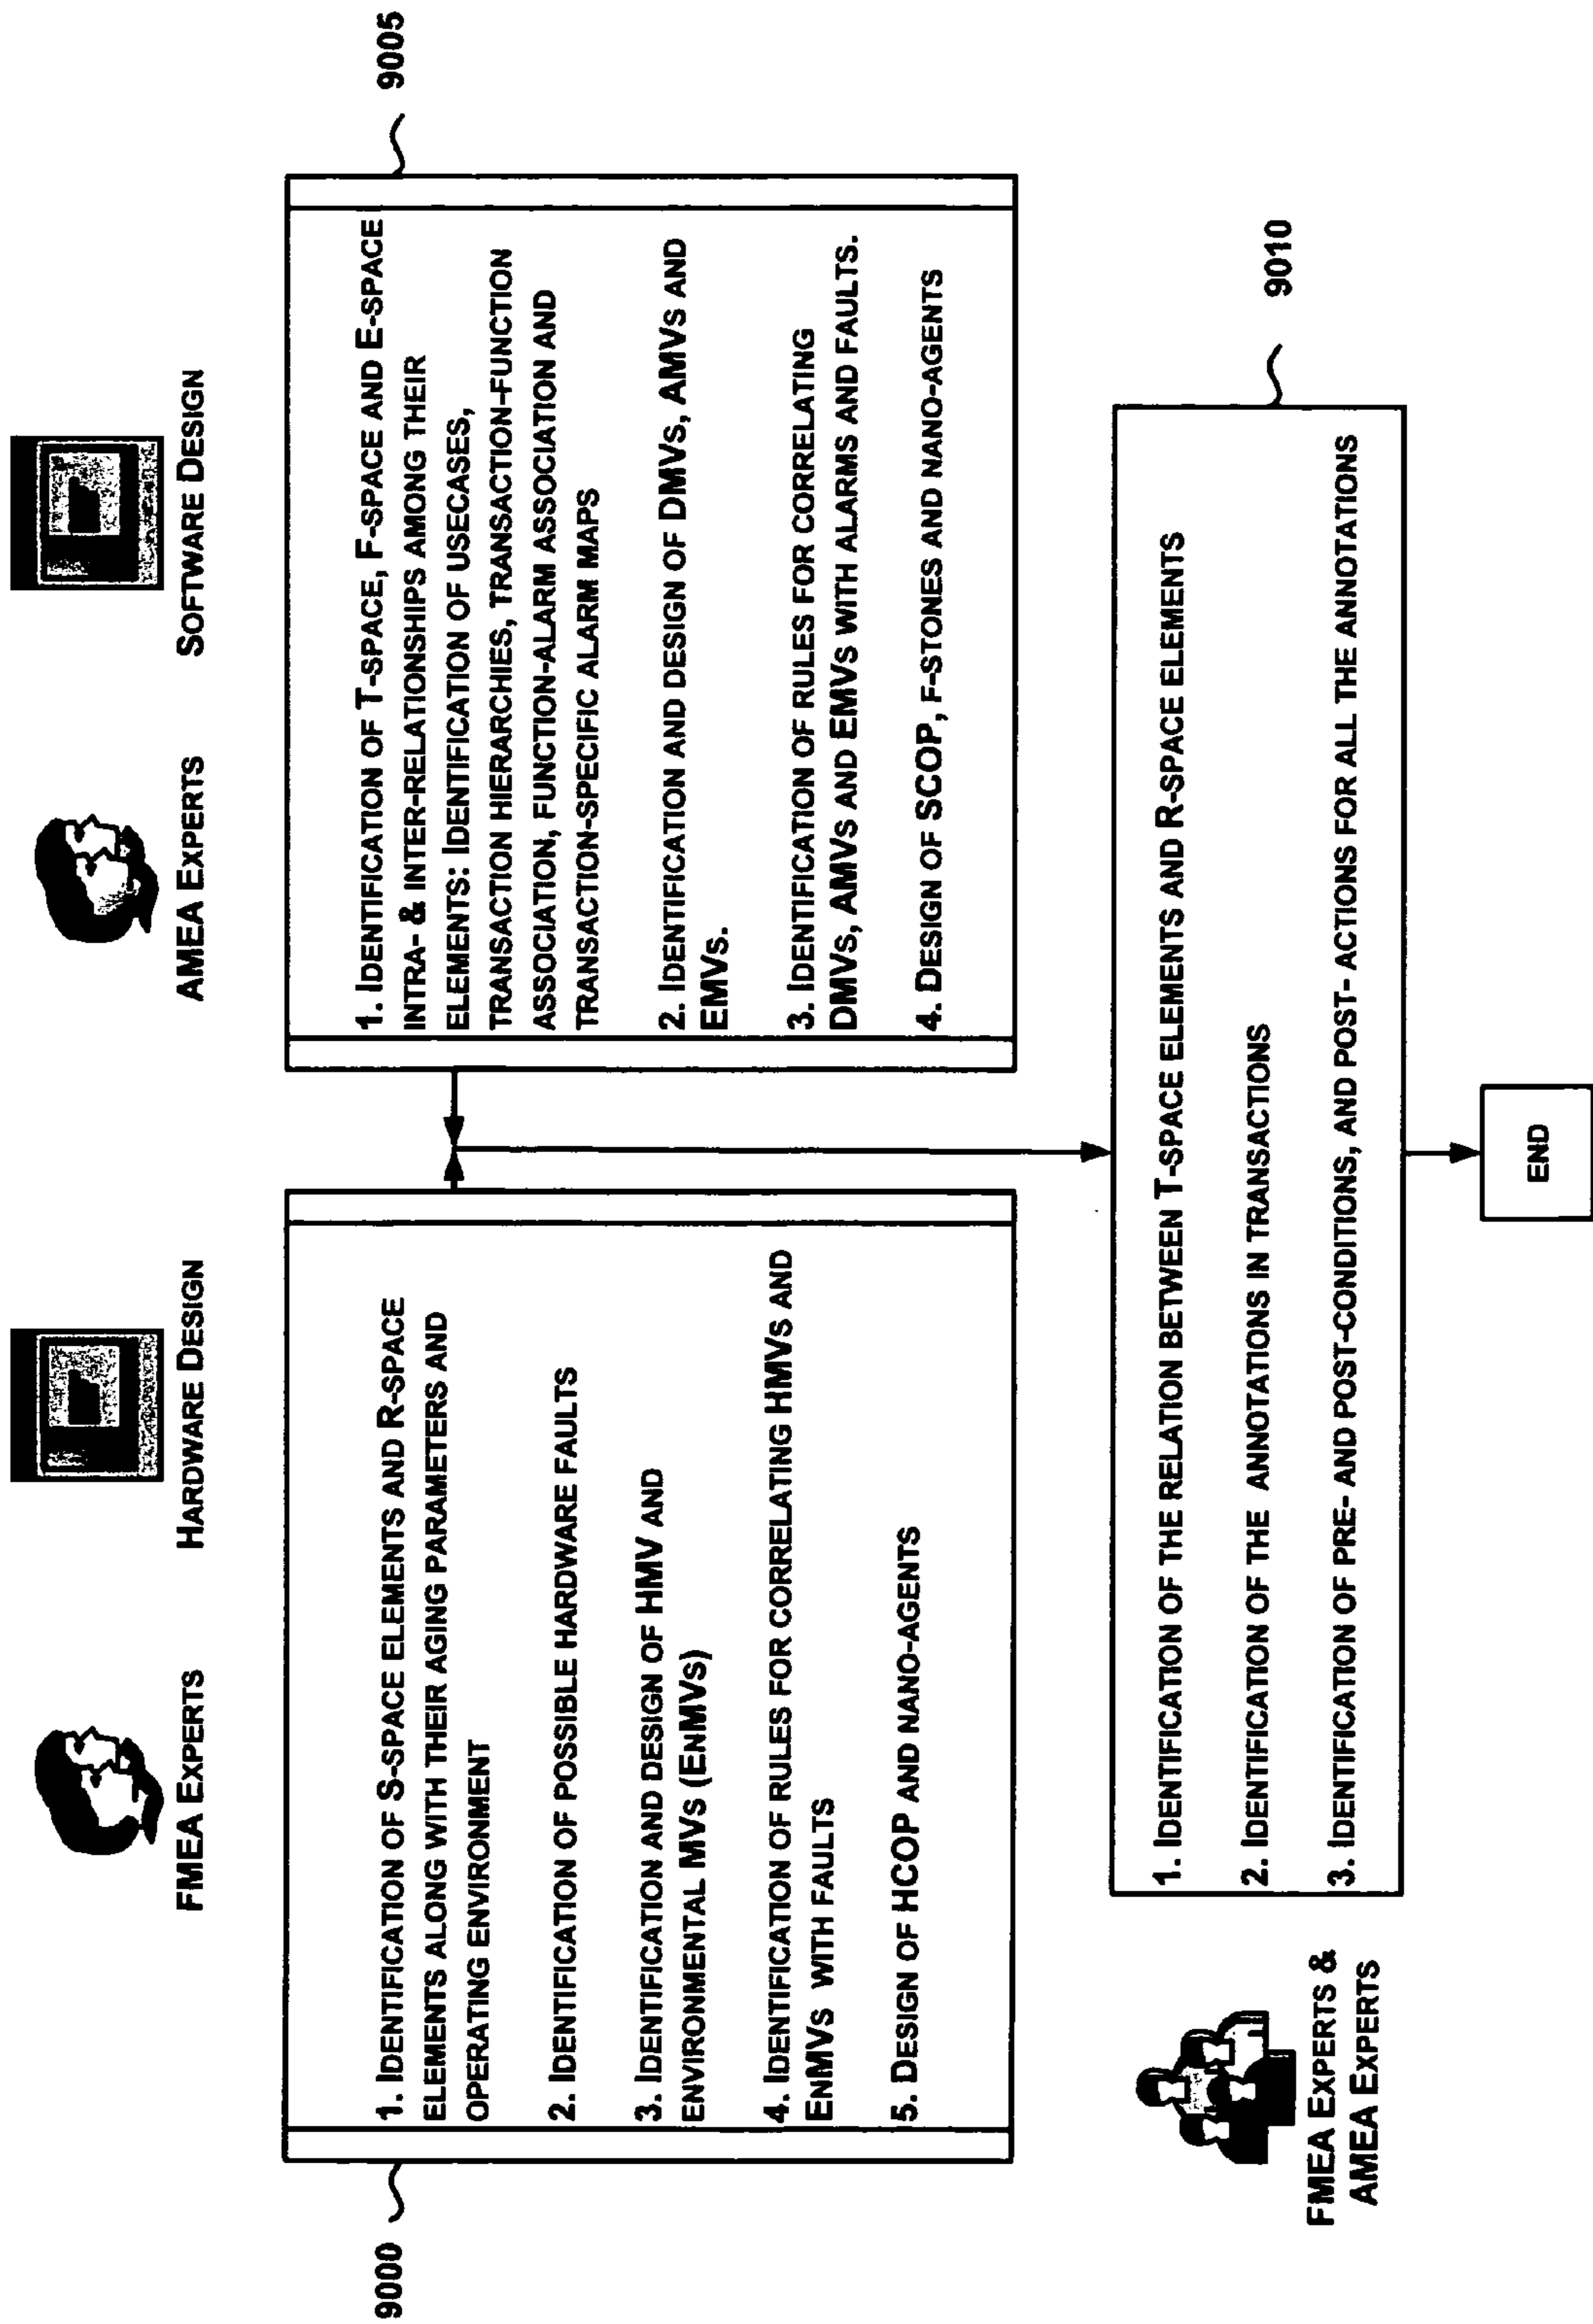 FMEA EXPERTS
HARDWARE DESIGN
AMEA EXPERTS
SOFTWARE DESIGN
9000
1. IDENTIFICATION OF S-SPACE ELEMENTS AND R-SPACE
ELEMENTS ALONG WITH THEIR AGING PARAMETERS AND
OPERATING ENVIRONMENT
2. IDENTIFICATION OF POSSIBLE HARDWARE FAULTS
3. IDENTIFICATION AND DESIGN OF HMV AND
ENVIRONMENTAL MVS (ENMVS)
4. IDENTIFICATION OF RULES FOR CORRELATING HMVS AND
ENMVS WITH FAULTS
5. DESIGN OF HCOP AND NANO-AGENTS
9005
1. IDENTIFICATION OF T-SPACE, F-SPACE AND E-SPACE
INTRA- & INTER-RELATIONSHIPS AMONG THEIR
ELEMENTS: IDENTIFICATION OF USECASES,
TRANSACTION HIERARCHIES, TRANSACTION-FUNCTION
ASSOCIATION, FUNCTION-ALARM ASSOCIATION AND
TRANSACTION-SPECIFIC ALARM MAPS
2. IDENTIFICATION AND DESIGN OF DMVS, AMVS AND
EMVS.
3. IDENTIFICATION OF RULES FOR CORRELATING
DMVS, AMVS AND EMVS WITH ALARMS AND FAULTS.
4. DESIGN OF SCOP, F-STONES AND NANO-AGENTS
FMEA EXPERTS &
AMEA EXPERTS
9010
1. IDENTIFICATION OF THE RELATION BETWEEN T-SPACE ELEMENTS AND R-SPACE ELEMENTS
2. IDENTIFICATION OF THE ANNOTATIONS IN TRANSACTIONS
3. IDENTIFICATION OF PRE- AND POST-CONDITIONS, AND POST- ACTIONS FOR ALL THE ANNOTATIONS
END